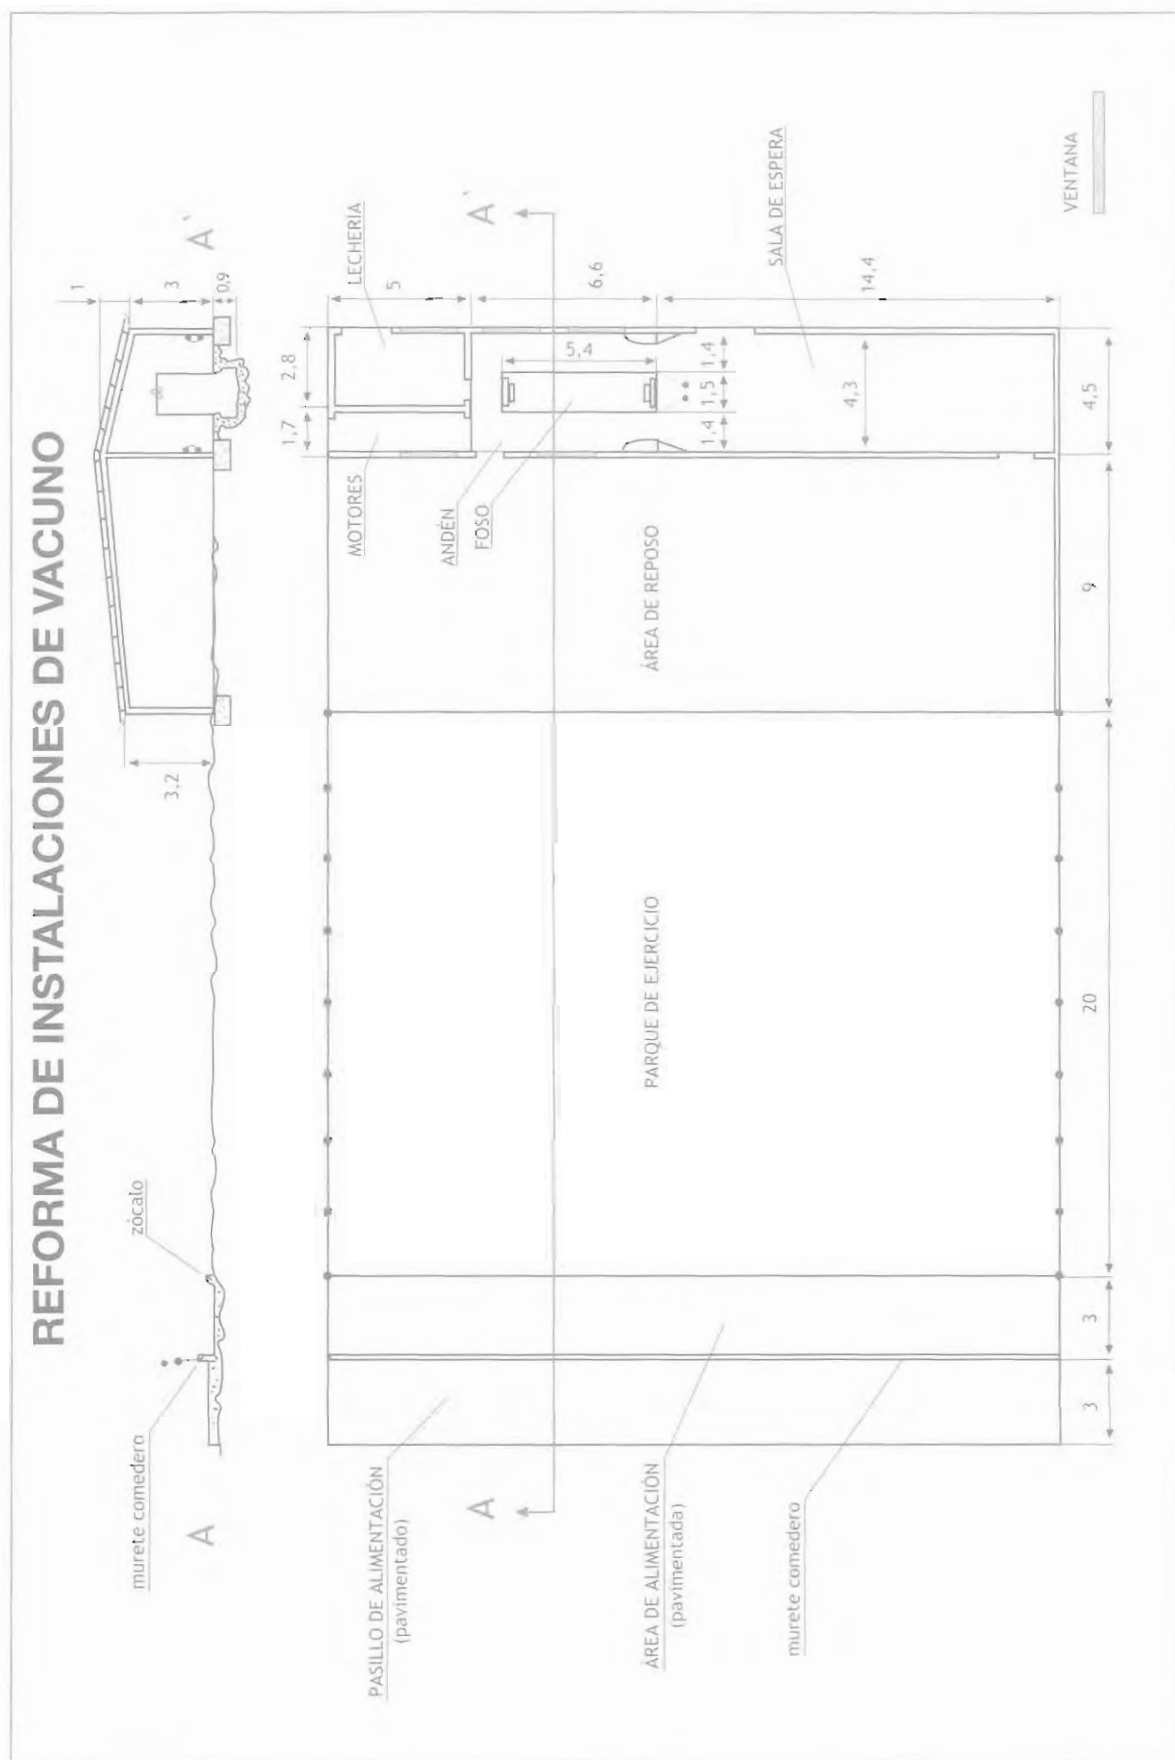 REFORMA DE INSTALACIONES DE VACUNO
1
murete comedero
zócalo
3,2
3
A
A`
0,9
1,7
2,8
PASILLO DE ALIMENTACIÓN
(pavimentado)
MOTORES
LECHERIA
5
ANDÉN
FOSO
A
A`
5,4
6,6
ÁREA DE ALIMENTACIÓN
(pavimentada)
PARQUE DE EJERCICIO
ÁREA DE REPOSO
1,4
1,5
1,4
SALA DE ESPERA
murete comedero
4,3
14,4
3
3
20
9
4,5
VENTANA